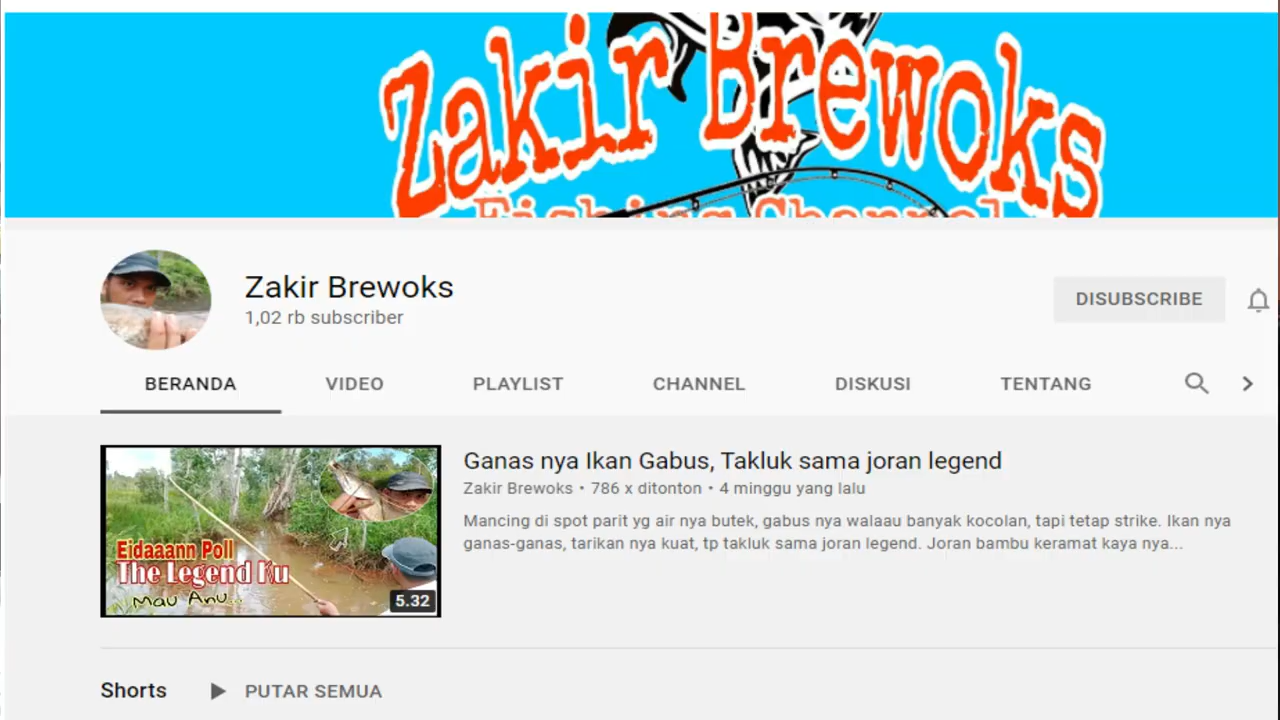 Zakir Brewoks
Fishing Channel
Zakir Brewoks
1,02 rb subscriber
DISUBSCRIBE
BERANDA VIDEO PLAYLIST CHANNEL DISKUSI TENTANG
Eidaaann Poll
The Legend Ku
Mau Anu...
5.32
Ganas nya Ikan Gabus, Takluk sama joran legend
Zakir Brewoks • 786 x ditonton • 4 minggu yang lalu
Mancing di spot parit yg air nya butek, gabus nya walaau banyak kocolan, tapi tetap strike. Ikan nya
ganas-ganas, tarikan nya kuat, tp takluk sama joran legend. Joran bambu keramat kaya nya...
Shorts PUTAR SEMUA